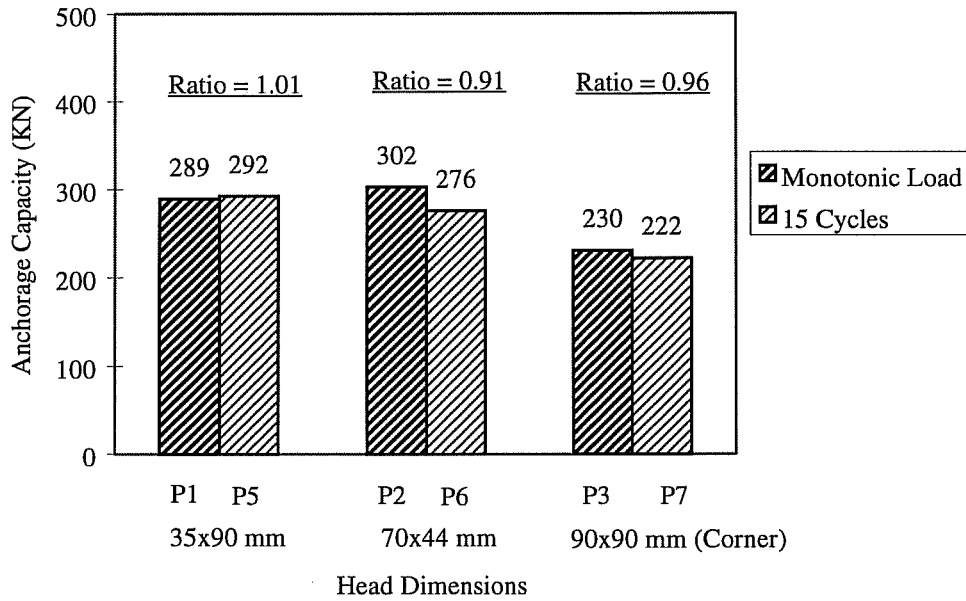 500
400
300
200
100
0
Anchorage Capacity (KN)
Ratio = 1.01
Ratio = 0.91
Ratio = 0.96
289
292
302
276
230
222
Monotonic Load
15 Cycles
P1 P5
P2 P6
P3 P7
35x90 mm
70x44 mm
90x90 mm (Corner)
Head Dimensions